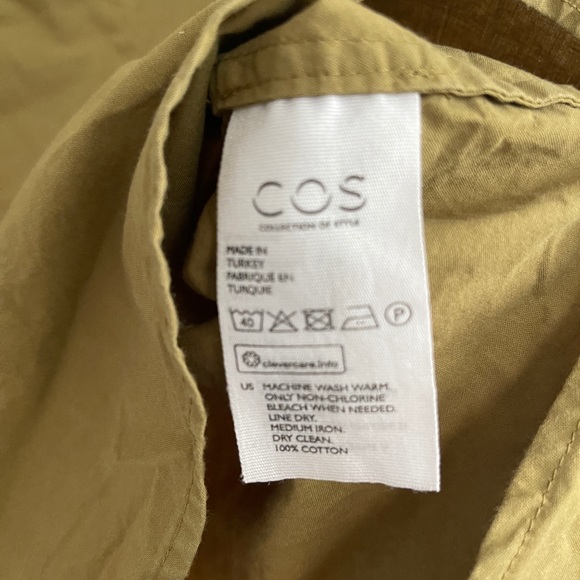 COS
COLLECTION OF STYLE
MADE IN
TURKEY
FABRIQUE EN
TURQUIE
40
P
clevercare.info
US MACHINE WASH WARM.
ONLY NON-CHLORINE
BLEACH WHEN NEEDED.
LINE DRY.
MEDIUM IRON.
DRY CLEAN.
100% COTTON